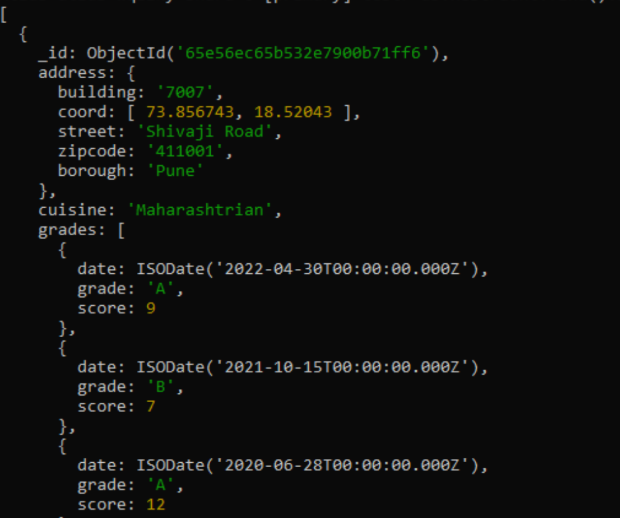 [
  {
    _id: ObjectId('65e56ec65b532e7900b71ff6'),
    address: {
      building: '7007',
      coord: [ 73.856743, 18.52043 ],
      street: 'Shivaji Road',
      zipcode: '411001',
      borough: 'Pune'
    },
    cuisine: 'Maharashtrian',
    grades: [
      {
        date: ISODate('2022-04-30T00:00:00.000Z'),
        grade: 'A',
        score: 9
      },
      {
        date: ISODate('2021-10-15T00:00:00.000Z'),
        grade: 'B',
        score: 7
      },
      {
        date: ISODate('2020-06-28T00:00:00.000Z'),
        grade: 'A',
        score: 12